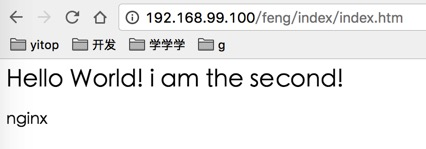 192.168.99.100/feng/index/index.htm
yitop 开发 学学学 g
Hello World! i am the second!
nginx